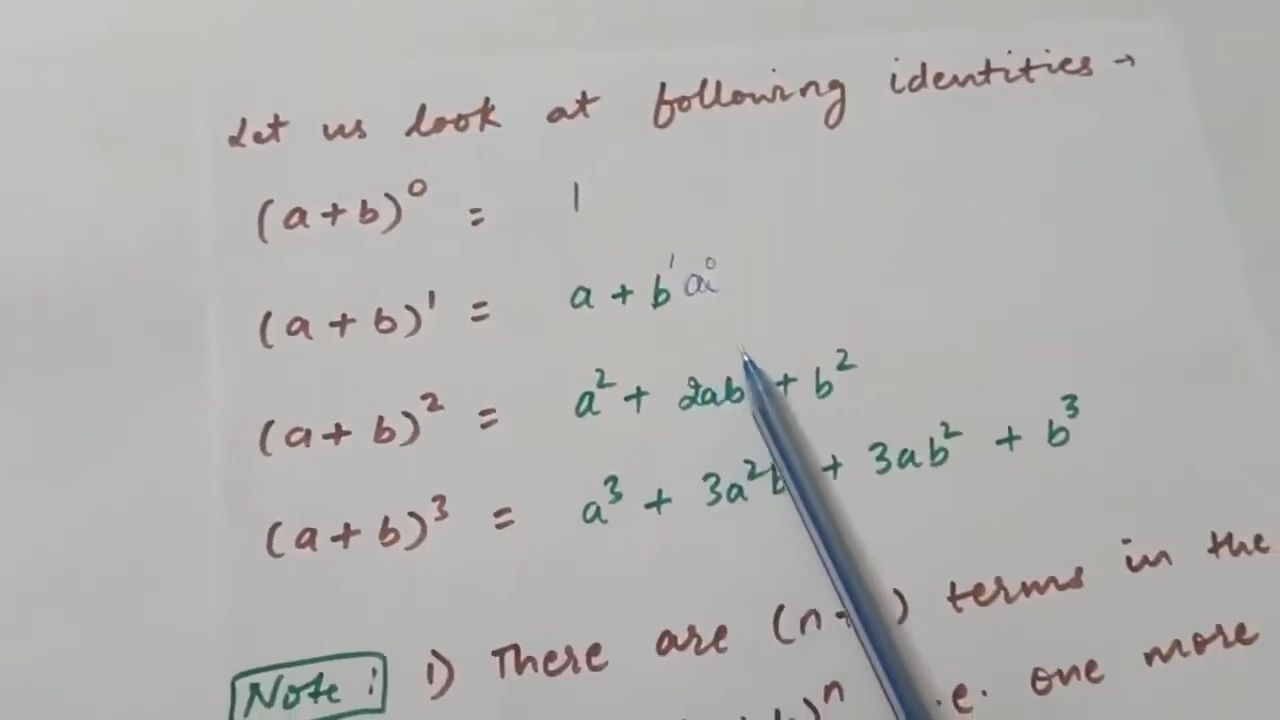 Let us look at following identities →
(a+b)⁰ = 1
(a+b)¹ = a + b¹a⁰
(a+b)² = a² + 2ab + b²
(a+b)³ = a³ + 3a²b + 3ab² + b³
Note: 1) There are (n+ ) terms in the
)ⁿ .e. one more